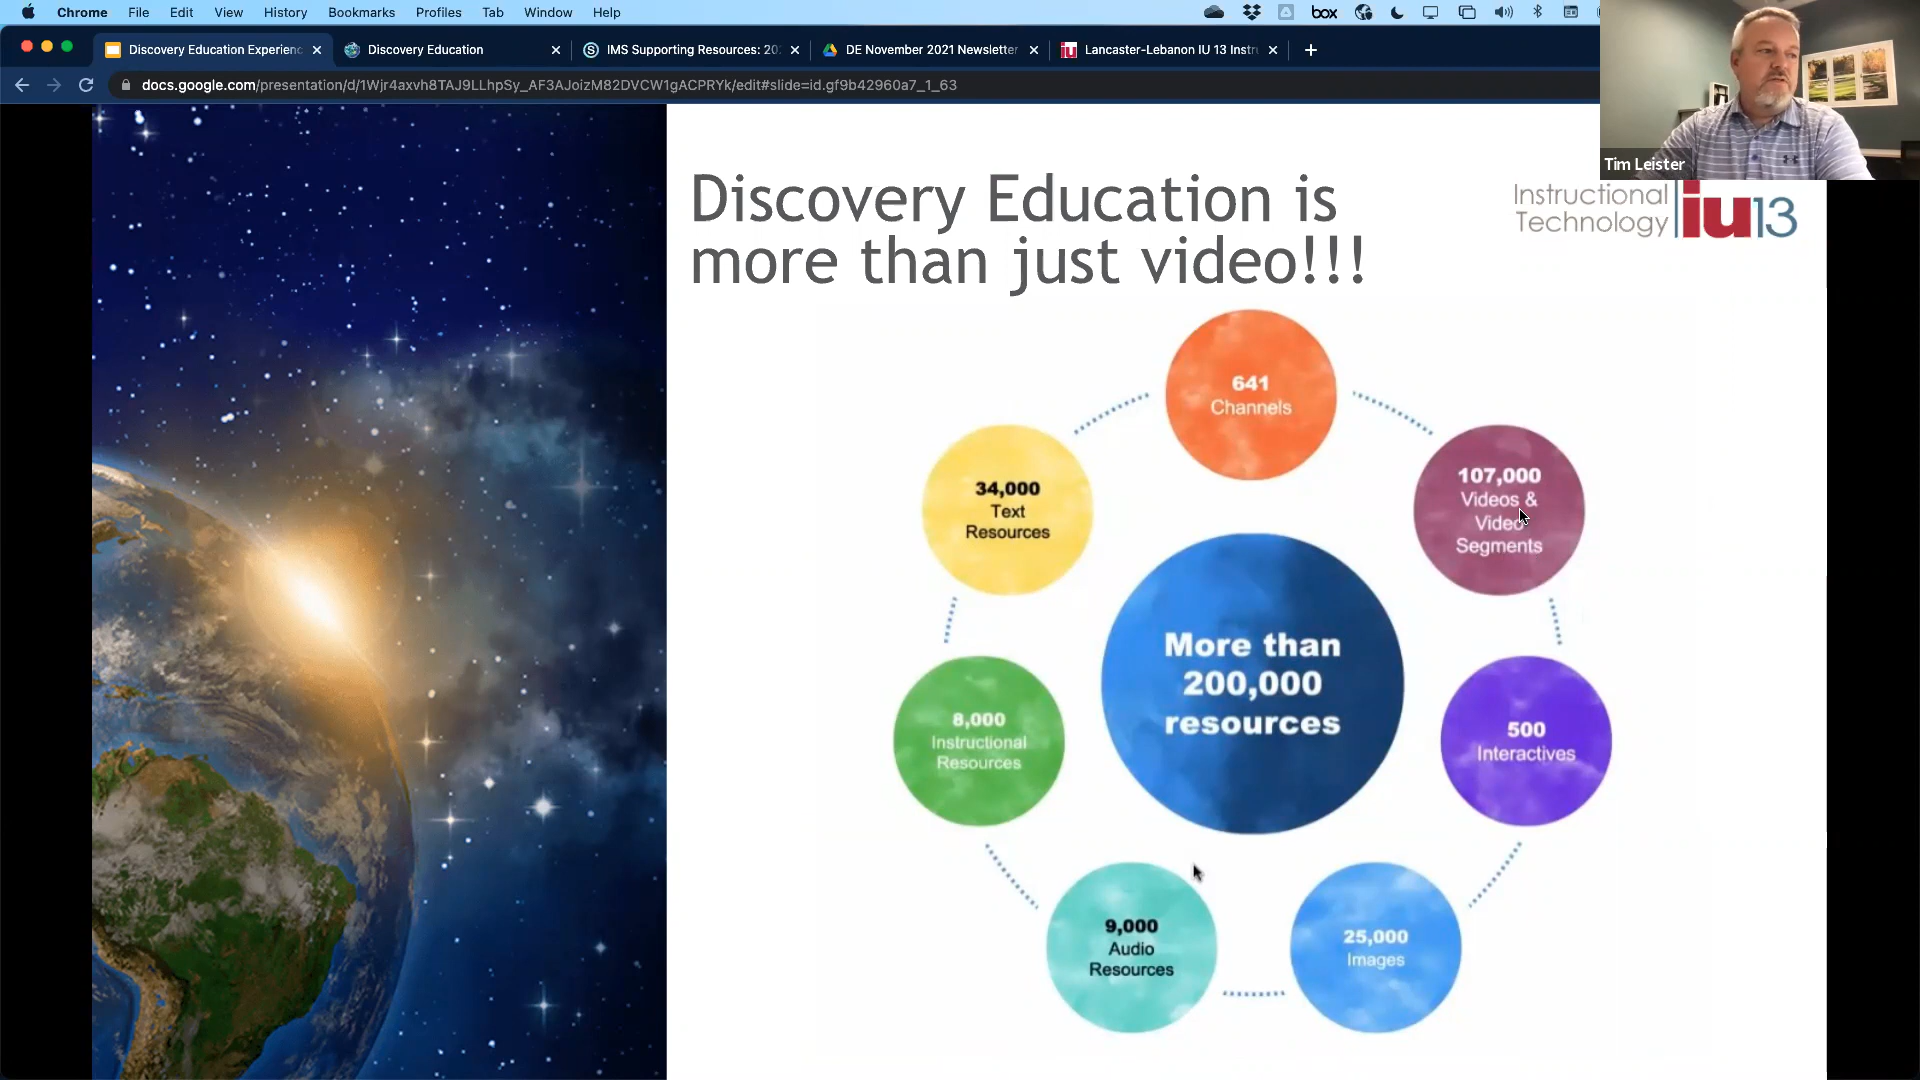 Chrome File Edit View History Bookmarks Profiles Tab Window Help
box
Discovery Education Experienc
Discovery Education
IMS Supporting Resources: 20
DE November 2021 Newsletter
Lancaster-Lebanon IU 13 Instr
docs.google.com/presentation/d/1Wjr4axvh8TAJ9LLhpSy_AF3AJoizM82DVCW1gACPRYk/edit#slide=id.gf9b42960a7_1_63
Tim Leister
Discovery Education is
more than just video!!!
Instructional
Technology
iu13
641
Channels
107,000
Videos &
Video
Segments
34,000
Text
Resources
More than
200,000
resources
8,000
Instructional
Resources
500
Interactives
9,000
Audio
Resources
25,000
Images